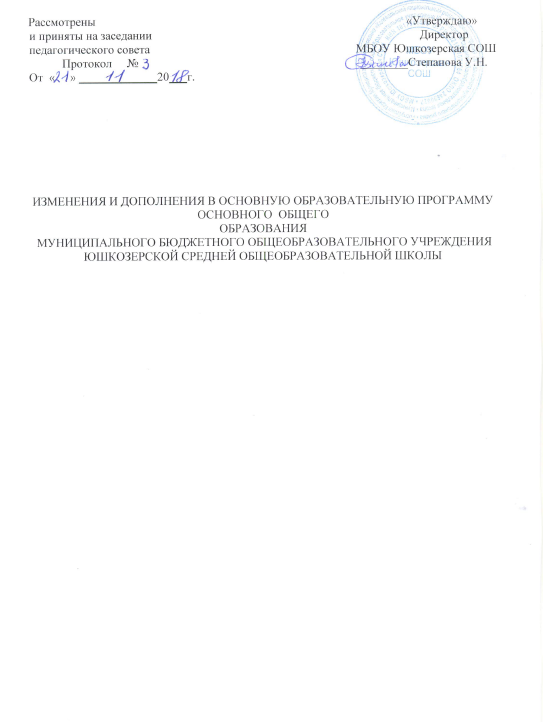 Рассмотрены
и приняты на заседании
педагогического совета
Протокол № 3
От «21» 11 2018г.
«Утверждаю»
Директор
МБОУ Юшкозерская СОШ
Степанова У.Н.
СОШ
ИЗМЕНЕНИЯ И ДОПОЛНЕНИЯ В ОСНОВНУЮ ОБРАЗОВАТЕЛЬНУЮ ПРОГРАММУ
ОСНОВНОГО ОБЩЕГО
ОБРАЗОВАНИЯ
МУНИЦИПАЛЬНОГО БЮДЖЕТНОГО ОБЩЕОБРАЗОВАТЕЛЬНОГО УЧРЕЖДЕНИЯ
ЮШКОЗЕРСКОЙ СРЕДНЕЙ ОБЩЕОБРАЗОВАТЕЛЬНОЙ ШКОЛЫ